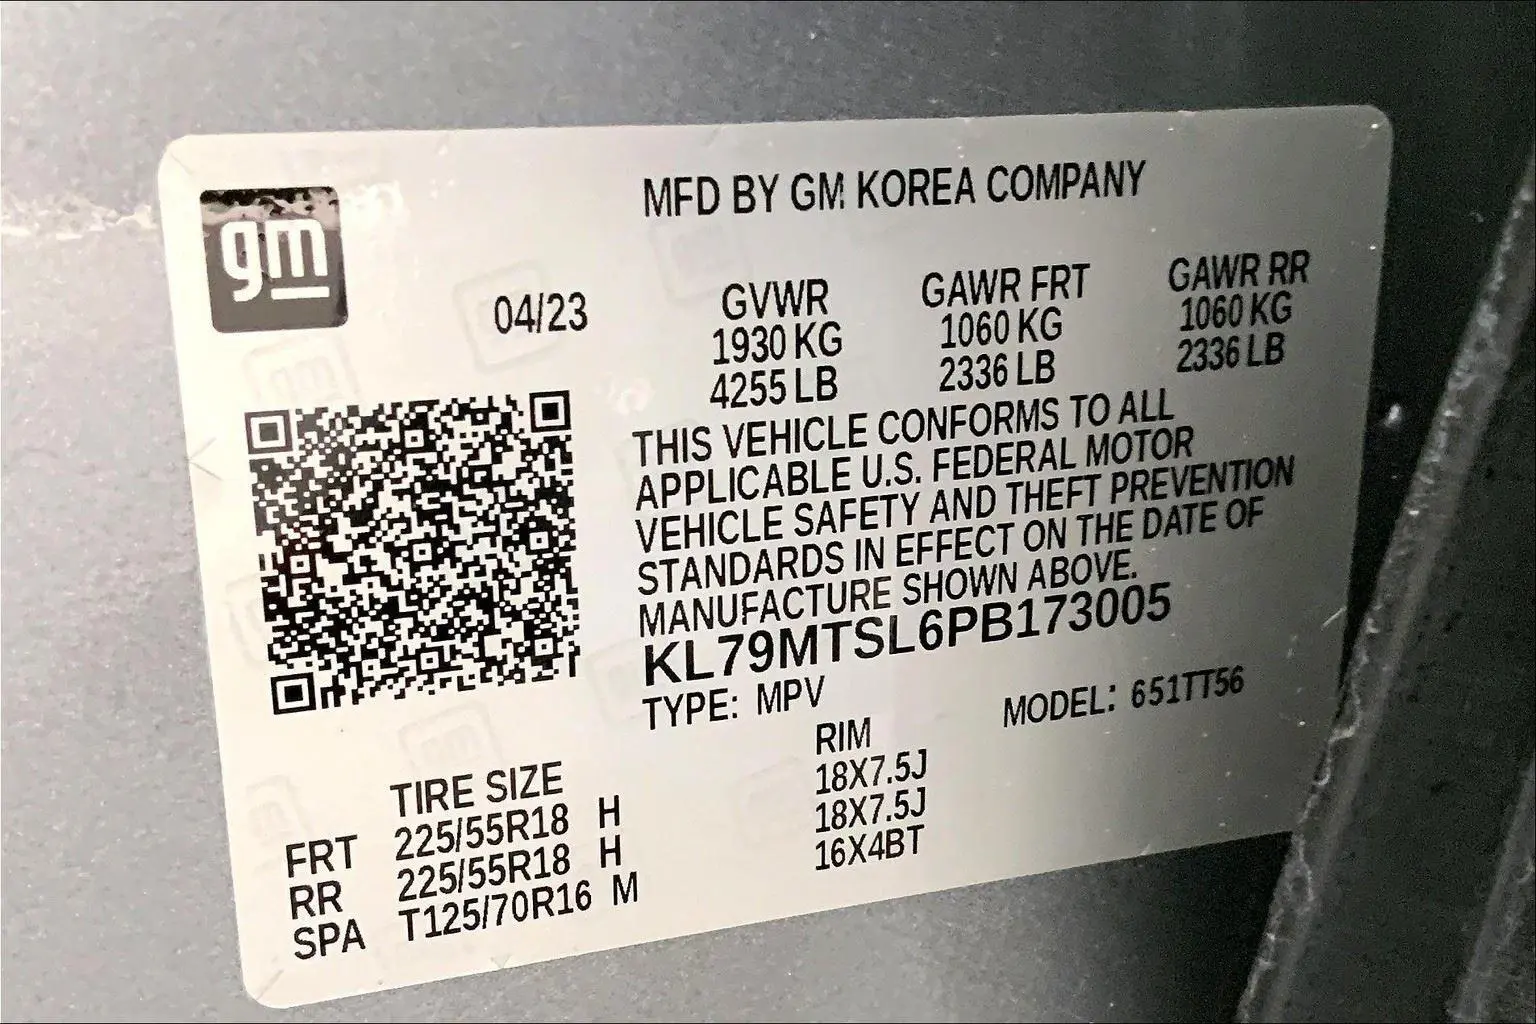 gm
MFD BY GM KOREA COMPANY
04/23
GVWR GAWR FRT GAWR RR
1930 KG 1060 KG 1060 KG
4255 LB 2336 LB 2336 LB
THIS VEHICLE CONFORMS TO ALL
APPLICABLE U.S. FEDERAL MOTOR
VEHICLE SAFETY AND THEFT PREVENTION
STANDARDS IN EFFECT ON THE DATE OF
MANUFACTURE SHOWN ABOVE.
KL79MTSL6PB173005
TYPE: MPV MODEL: 651TT56
TIRE SIZE RIM
FRT 225/55R18 H 18X7.5J
RR 225/55R18 H 18X7.5J
SPA T125/70R16 M 16X4BT